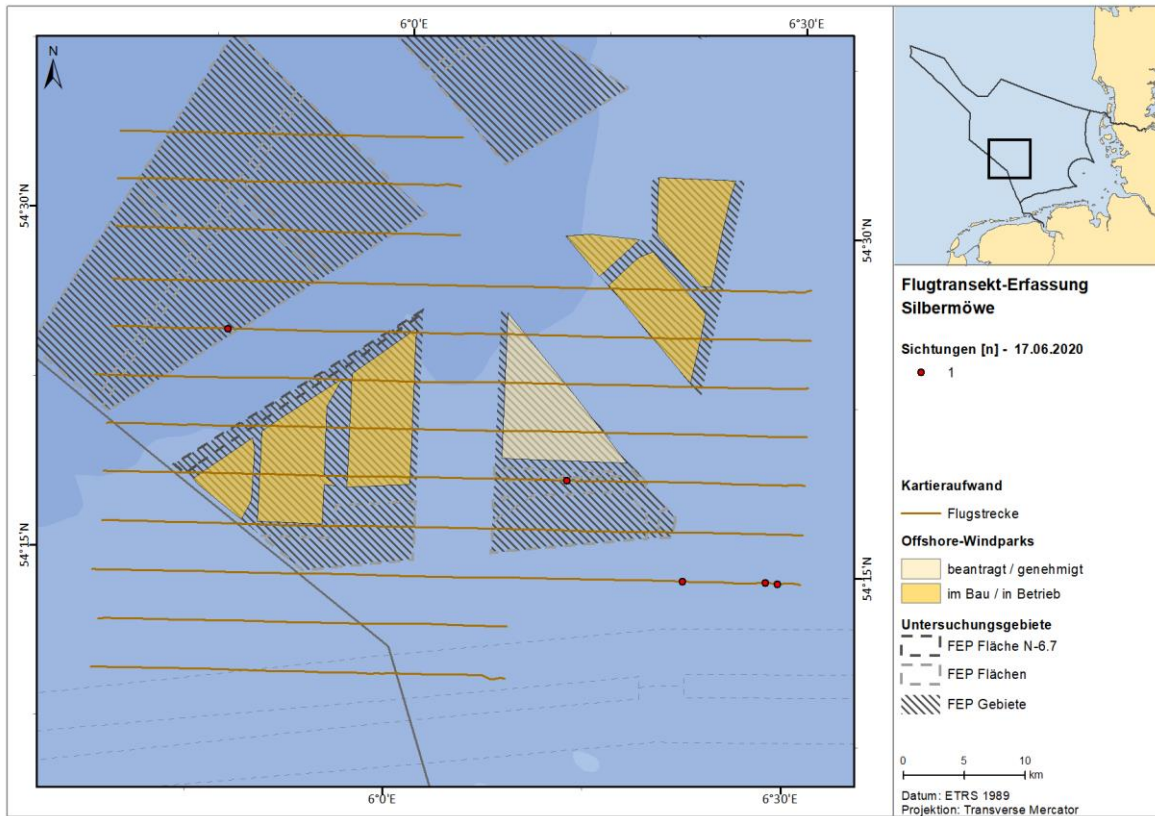 6°0'E
6°30'E
N
54°30'N
54°30'N
54°15'N
54°15'N
6°0'E
6°30'E
Flugtransekt-Erfassung
Silbermöwe
Sichtungen [n] - 17.06.2020
1
Kartieraufwand
Flugstrecke
Offshore-Windparks
beantragt / genehmigt
im Bau / in Betrieb
Untersuchungsgebiete
FEP Fläche N-6.7
FEP Flächen
FEP Gebiete
0 5 10
km
Datum: ETRS 1989
Projektion: Transverse Mercator